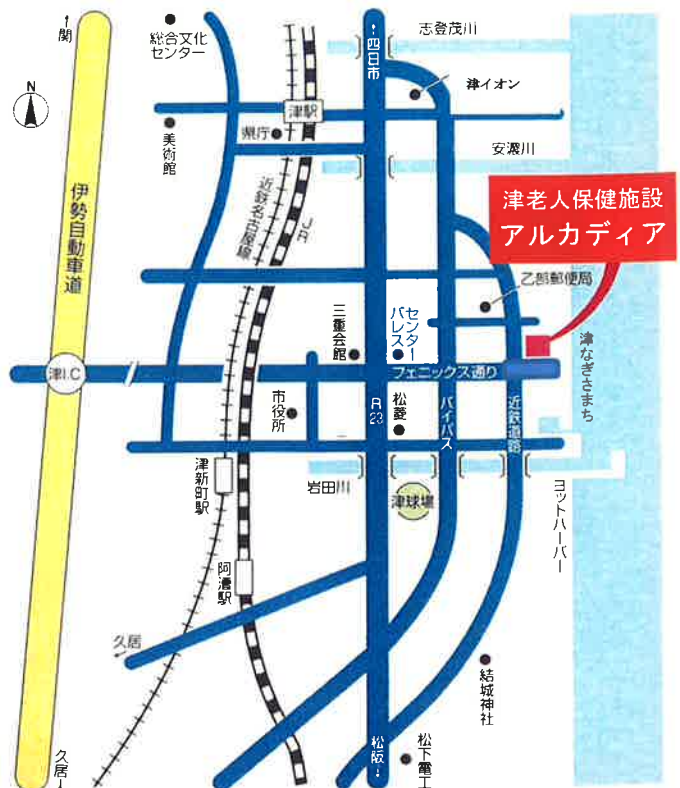 ↑関
総合文化
センター
↑四日市
志登茂川
N
津イオン
津駅
県庁
美術館
安濃川
津老人保健施設
アルカディア
伊勢自動車道
近鉄名古屋線
J R
乙部郵便局
三重会館
センター
パレス
津なぎさまち
津I.C
フェニックス通り
市役所
R
23
松菱
バイパス
近鉄道路
津新町駅
岩田川
津球場
ヨットハーバー
阿漕駅
久居
←
結城神社
久居↓
松阪↓
松下電工